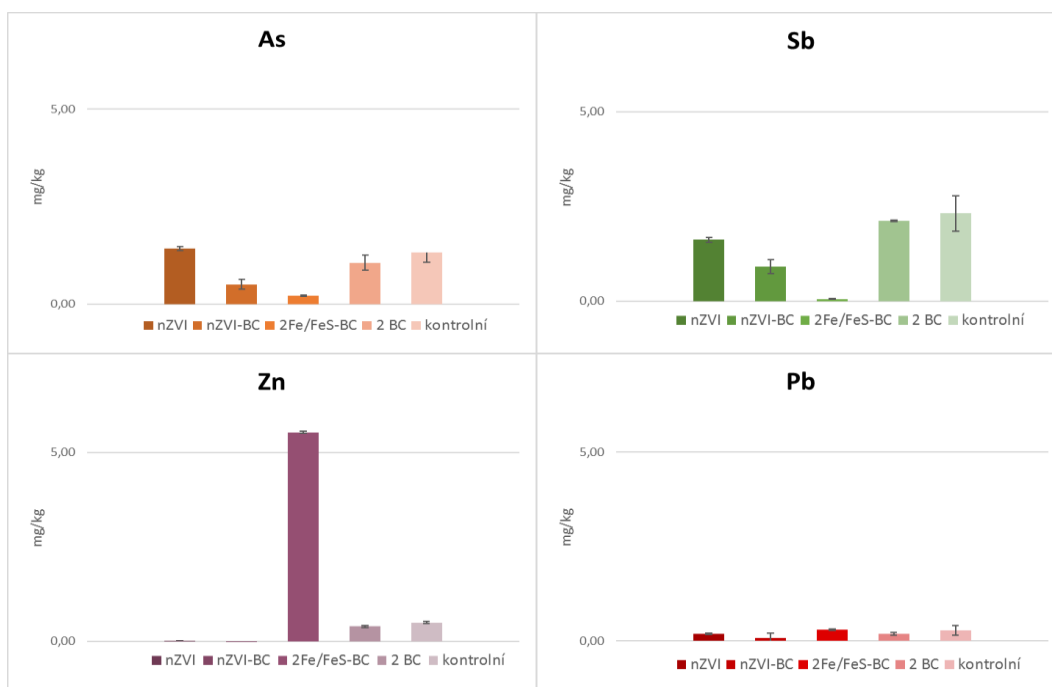 As
5,00
mg/kg
0,00
nZVI nZVI-BC 2Fe/FeS-BC 2 BC kontrolní
Sb
5,00
mg/kg
0,00
nZVI nZVI-BC 2Fe/FeS-BC 2 BC kontrolní
Zn
5,00
mg/kg
0,00
nZVI nZVI-BC 2Fe/FeS-BC 2 BC kontrolní
Pb
5,00
mg/kg
0,00
nZVI nZVI-BC 2Fe/FeS-BC 2 BC kontrolní